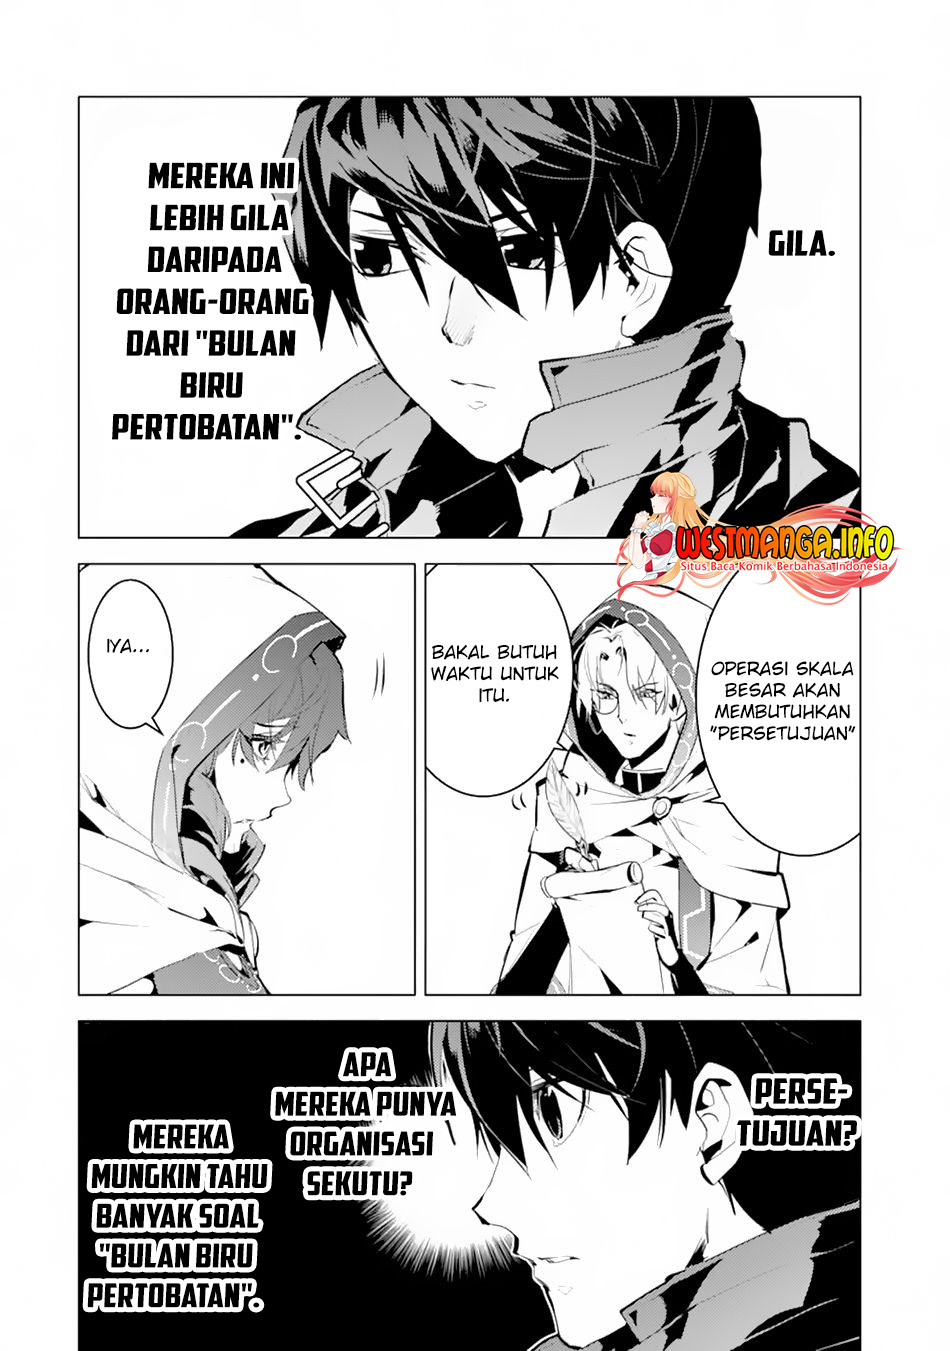 GILA.
MEREKA INI
LEBIH GILA
DARIPADA
ORANG-ORANG
DARI "BULAN
BIRU
PERTOBATAN".
WESTMANGA.INFO
Situs Baca Komik Berbahasa Indonesia
OPERASI SKALA
BESAR AKAN
MEMBUTUHKAN
"PERSETUJUAN"
BAKAL BUTUH
WAKTU UNTUK
ITU.
IYA...
PERSE-
TUJUAN?
APA
MEREKA PUNYA
ORGANISASI
SEKUTU?
MEREKA
MUNGKIN TAHU
BANYAK SOAL
"BULAN BIRU
PERTOBATAN".